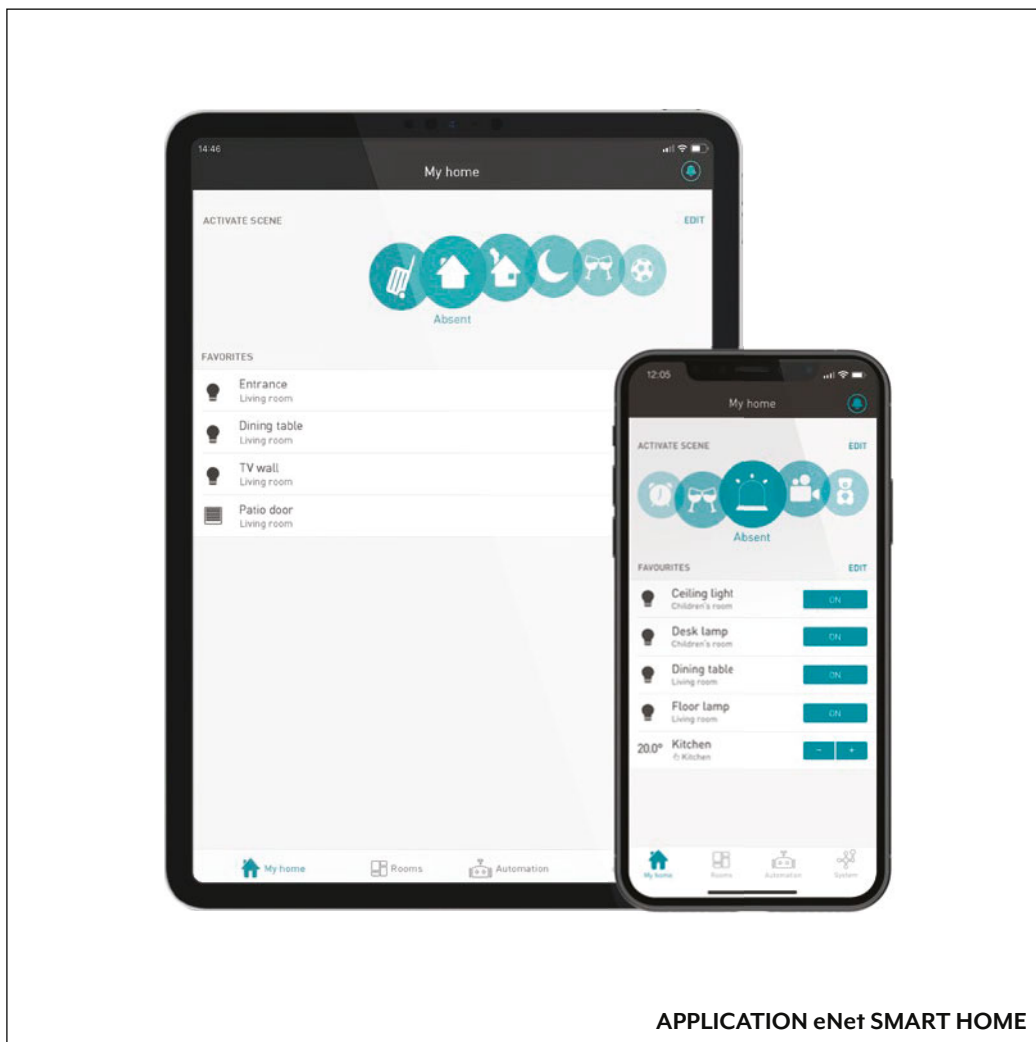 14:46
My home
ACTIVATE SCENE
EDIT
Absent
FAVORITES
Entrance
Living room
Dining table
Living room
TV wall
Living room
Patio door
Living room
My home
Rooms
Automation
12:05
My home
ACTIVATE SCENE
EDIT
Absent
FAVOURITES
EDIT
Ceiling light
Children's room
ON
Desk lamp
Children's room
ON
Dining table
Living room
ON
Floor lamp
Living room
ON
20.0°
Kitchen
Kitchen
- +
My home
Rooms
Automation
System
APPLICATION eNet SMART HOME